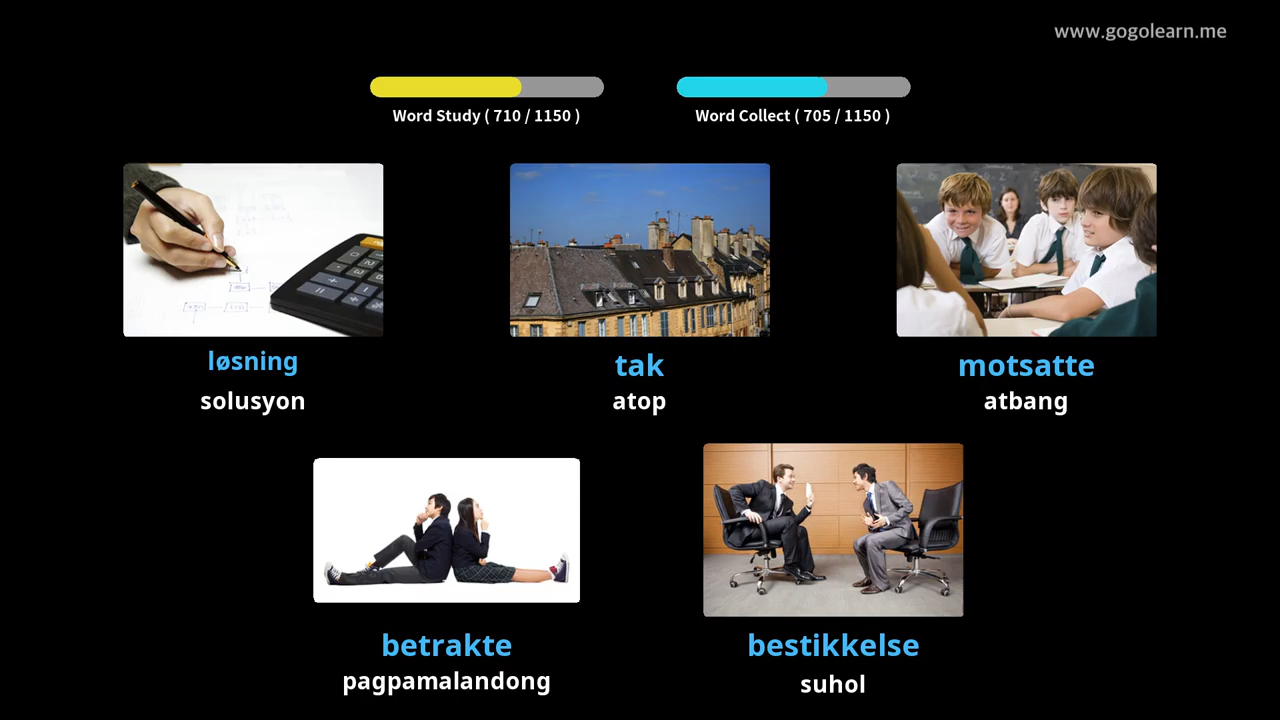 www.gogolearn.me
Word Study ( 710 / 1150 )
Word Collect ( 705 / 1150 )
løsning
solusyon
tak
atop
motsatte
atbang
betrakte
pagpamalandong
bestikkelse
suhol